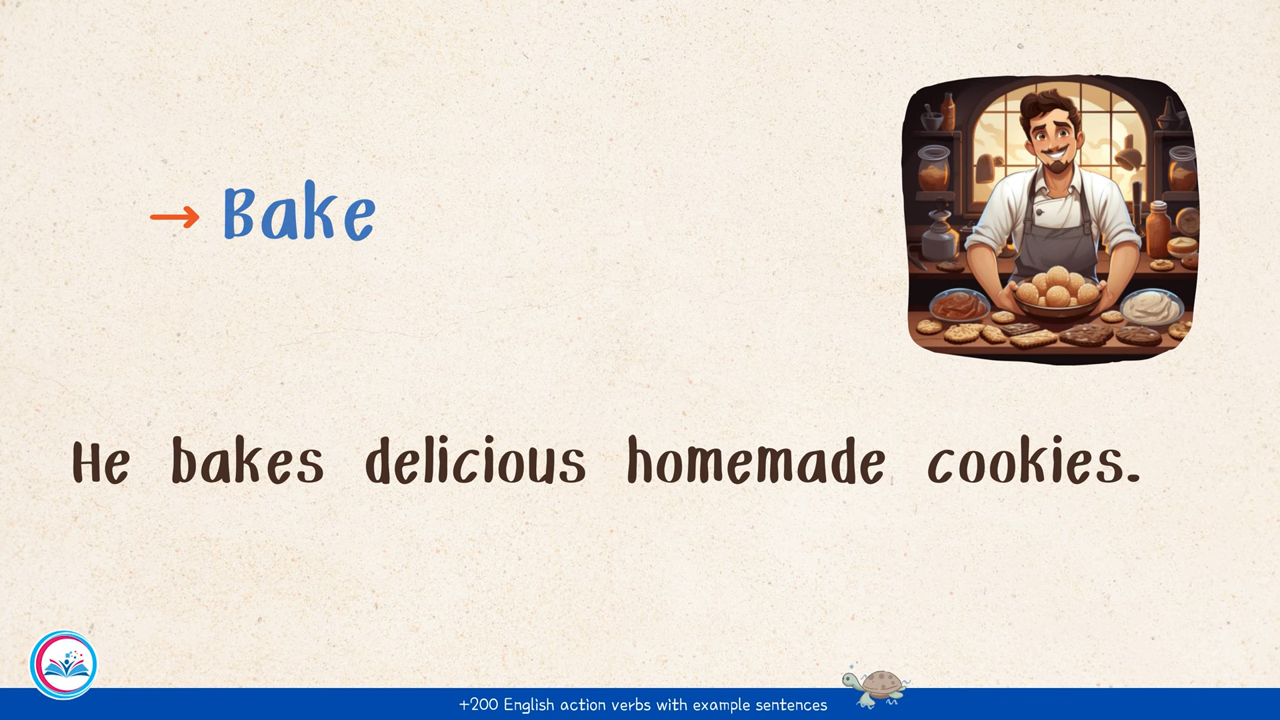 → Bake
He bakes delicious homemade cookies.
+200 English action verbs with example sentences